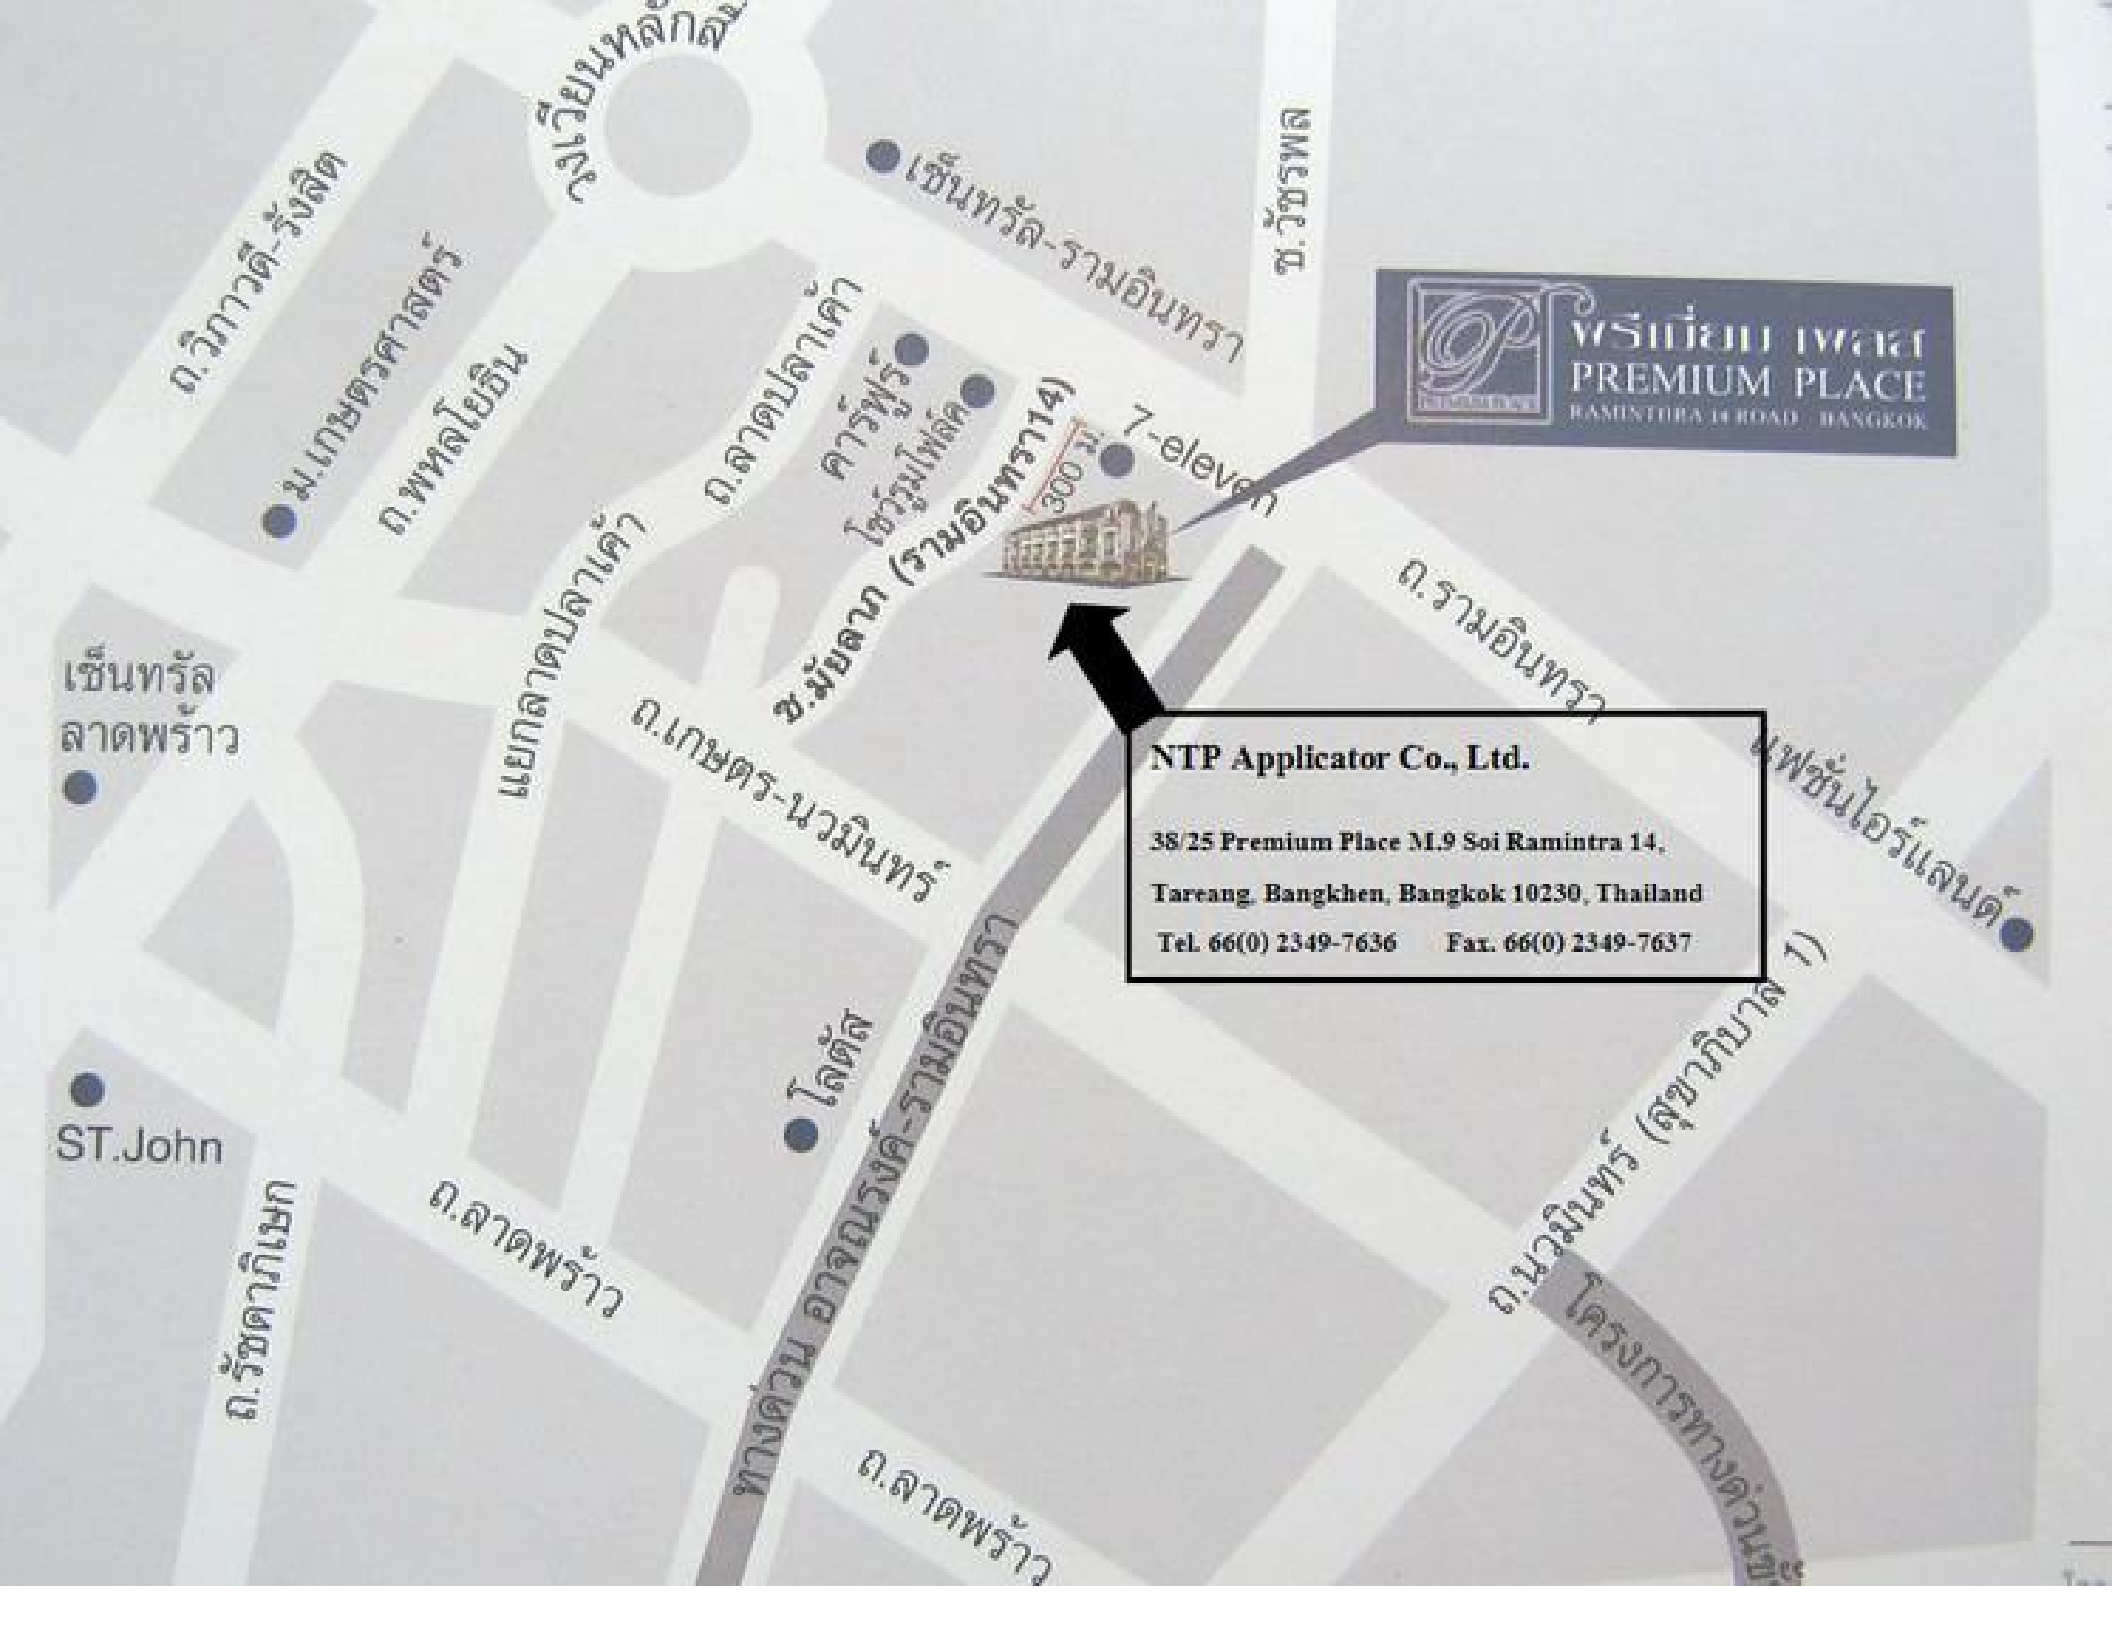 วงเวียนหลักสี่
ถ.วิภาวดี-รังสิต
ม.เกษตรศาสตร์
ถ.พหลโยธิน
เซ็นทรัล-รามอินทรา
ซ.วัชรพล
ถ.ลาดปลาเค้า
คาร์ฟูร์
โชว์รูมโฟล์ค
ซ.มัยลาภ (รามอินทรา14)
300 ม.
7-eleven
พรีเมี่ยม เพลส
PREMIUM PLACE
RAMINTDRA 14 ROAD BANGKOK
PREMIUM PLACE
แยกลาดปลาเค้า
ถ.รามอินทรา
เซ็นทรัล
ลาดพร้าว
ถ.เกษตร-นวมินทร์
แฟชั่นไอร์แลนด์
NTP Applicator Co., Ltd.
38/25 Premium Place M.9 Soi Ramintra 14,
Tareang, Bangkhen, Bangkok 10230, Thailand
Tel. 66(0) 2349-7636 Fax. 66(0) 2349-7637
โลตัส
ทางด่วน อาจณรงค์-รามอินทรา
ถ.นวมินทร์ (สุขาภิบาล 1)
ST.John
ถ.รัชดาภิเษก
ถ.ลาดพร้าว
ถ.ลาดพร้าว
โครงการทางด่วนขั้